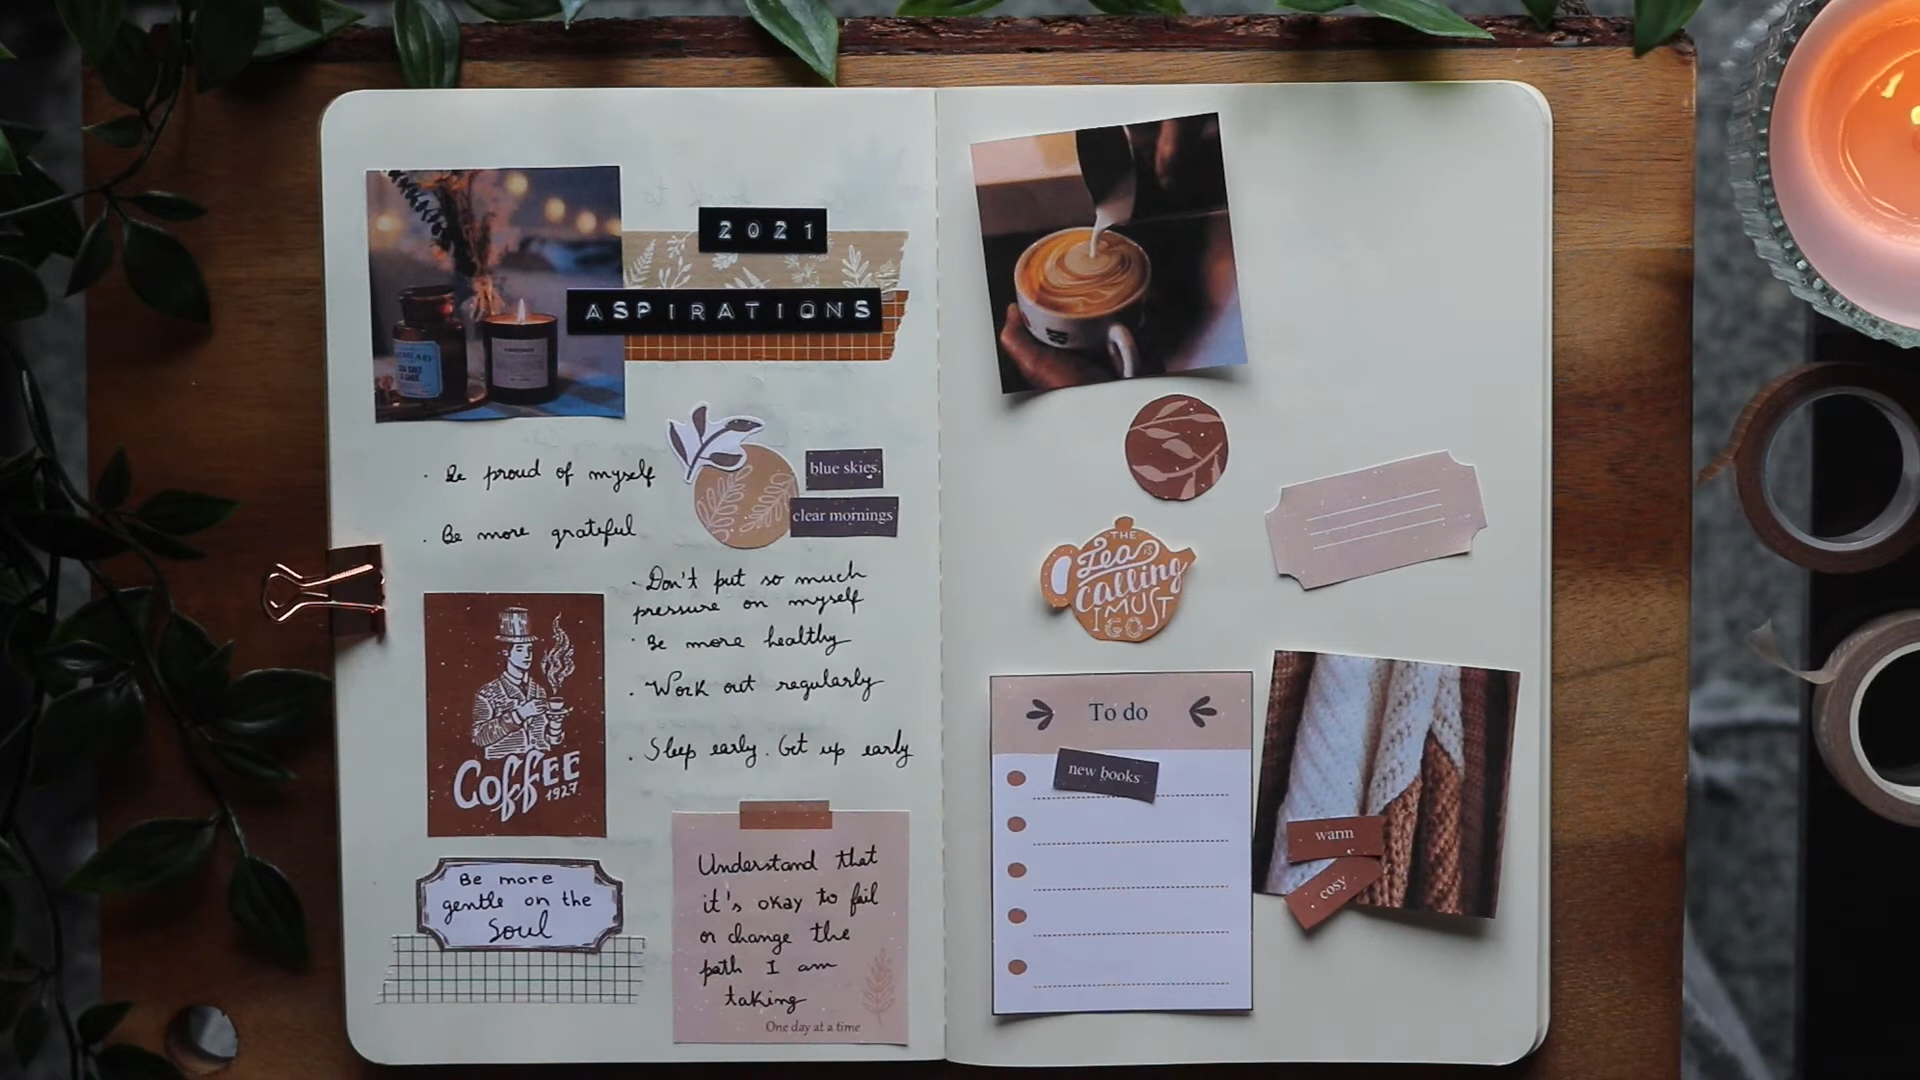 2021
ASPIRATIONS
· Be proud of myself
· Be more grateful
blue skies,
clear mornings
· Don't put so much
pressure on myself
· Be more healthy
· Work out regularly
· Sleep early. Get up early
COFFEE
1927
Be more
gentle on the
Soul
Understand that
it's okay to fail
or change the
path I am
taking
One day at a time
THE
Tea IS
calling
I MUST
GO
To do
new books
warm
cosy